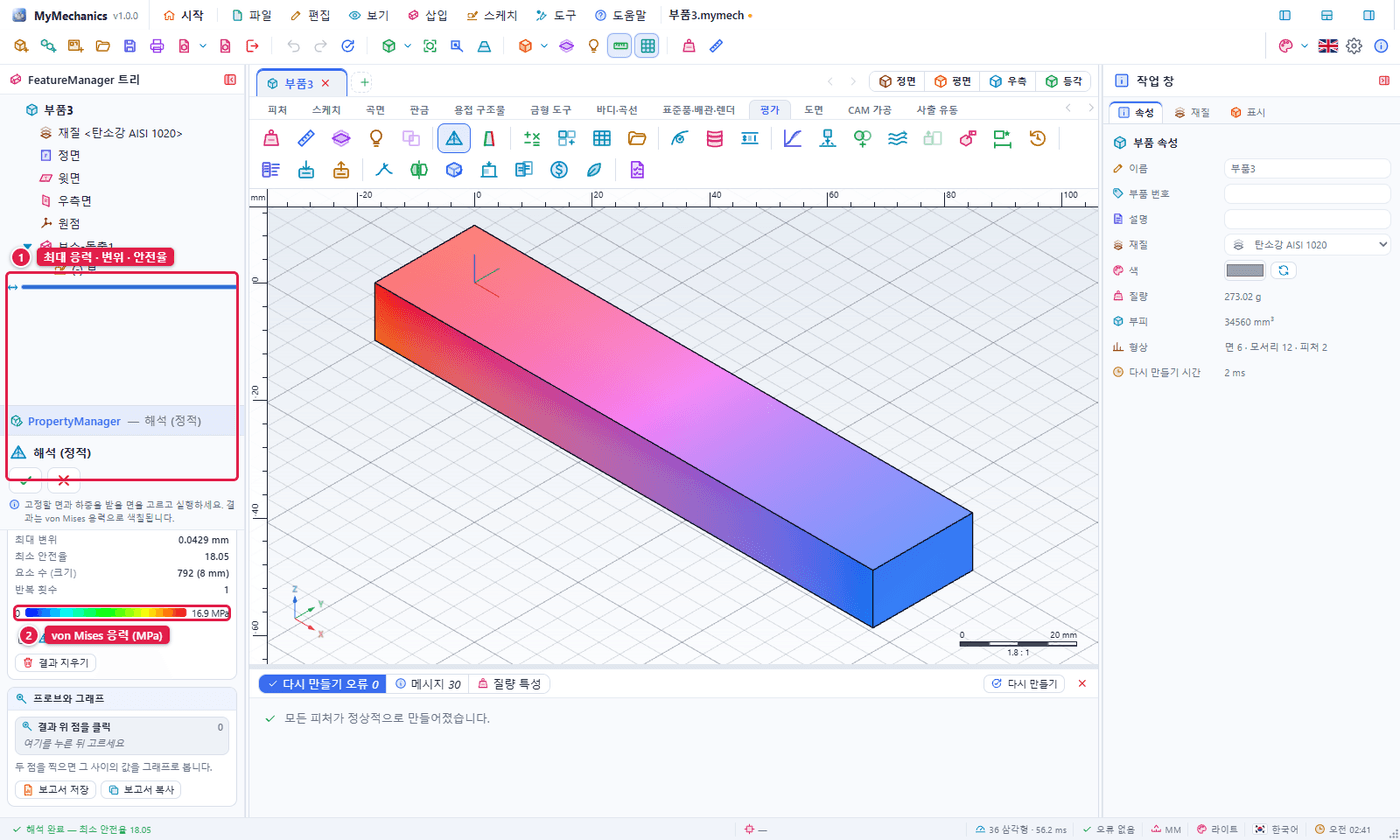 MyMechanics v1.0.0 시작 파일 편집 보기 삽입 스케치 도구 도움말 부품3.mymech
FeatureManager 트리
부품3
재질 <탄소강 AISI 1020>
정면
윗면
우측면
원점
1 최대 응력 · 변위 · 안전율
PropertyManager — 해석 (정적)
해석 (정적)
고정할 면과 하중을 받을 면을 고르고 실행하세요. 결
과는 von Mises 응력으로 색칠됩니다.
최대 변위 0.0429 mm
최소 안전율 18.05
요소 수 (크기) 792 (8 mm)
반복 횟수 1
0 16.9 MPa
2 von Mises 응력 (MPa)
결과 지우기
프로브와 그래프
결과 위 점을 클릭 0
여기를 누른 뒤 고르세요
두 점을 찍으면 그 사이의 값을 그래프로 봅니다.
보고서 저장 보고서 복사
부품3
정면 평면 우측 등각
피처 스케치 곡면 판금 용접 구조물 금형 도구 바디·곡선 표준품·배관·렌더 평가 도면 CAM 가공 사출 유동
mm -20 0 20 40 60 80 100
0
-20
-40
-60
Z
Y
X
0 20 mm
1.8 : 1
다시 만들기 오류 0 메시지 30 질량 특성 다시 만들기
모든 피처가 정상적으로 만들어졌습니다.
작업 창
속성 재질 표시
부품 속성
이름 부품3
부품 번호
설명
재질 탄소강 AISI 1020
색
질량 273.02 g
부피 34560 mm³
형상 면 6 · 모서리 12 · 피처 2
다시 만들기 시간 2 ms
해석 완료 — 최소 안전율 18.05 — 36 삼각형 · 56.2 ms 오류 없음 MM 라이트 한국어 오전 02:41